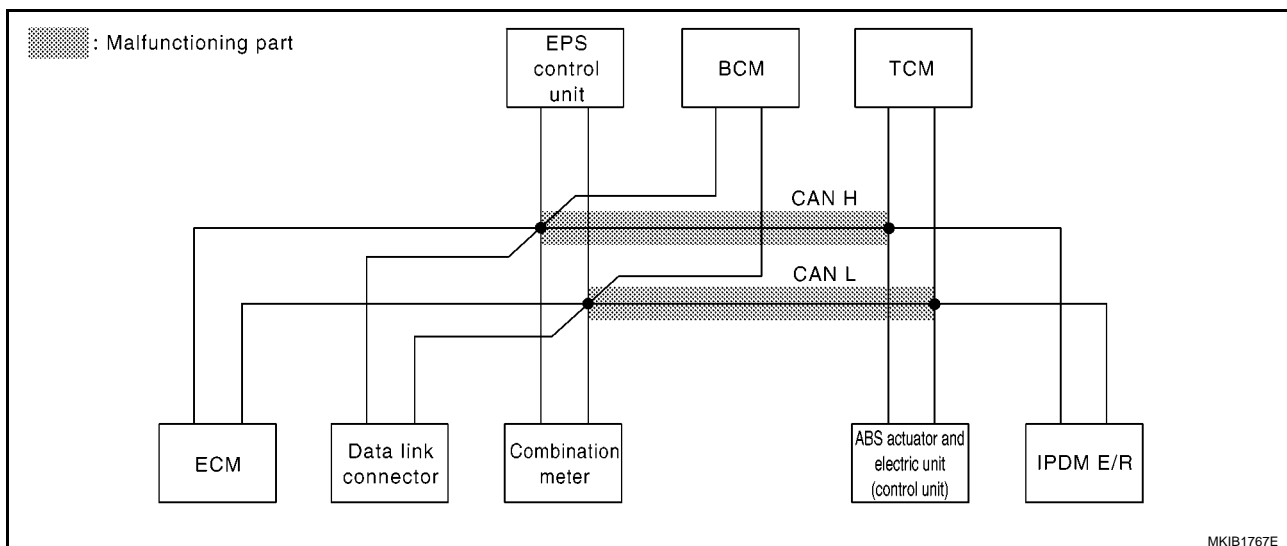 : Malfunctioning part
EPS
control
unit
BCM
TCM
CAN H
CAN L
ECM
Data link
connector
Combination
meter
ABS actuator and
electric unit
(control unit)
IPDM E/R
MKIB1767E